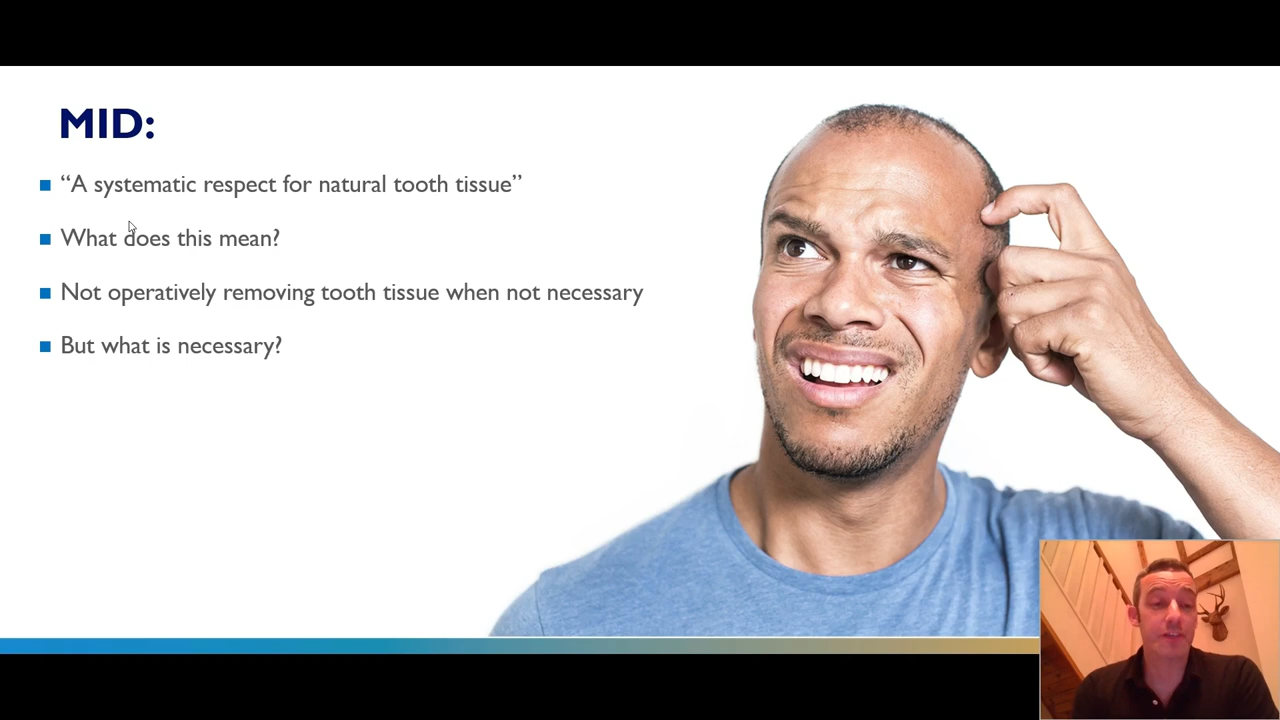 MID:
“A systematic respect for natural tooth tissue”
What does this mean?
Not operatively removing tooth tissue when not necessary
But what is necessary?